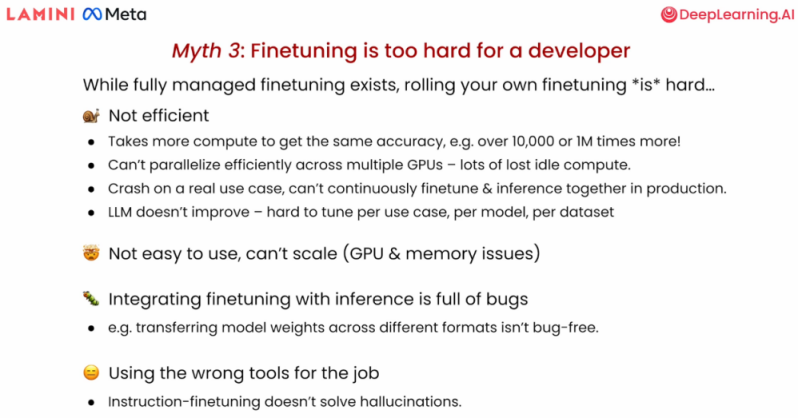 LAMINI Meta
DeepLearning.AI
Myth 3: Finetuning is too hard for a developer
While fully managed finetuning exists, rolling your own finetuning *is* hard...
Not efficient
● Takes more compute to get the same accuracy, e.g. over 10,000 or 1M times more!
● Can't parallelize efficiently across multiple GPUs – lots of lost idle compute.
● Crash on a real use case, can't continuously finetune & inference together in production.
● LLM doesn't improve – hard to tune per use case, per model, per dataset
Not easy to use, can't scale (GPU & memory issues)
Integrating finetuning with inference is full of bugs
● e.g. transferring model weights across different formats isn't bug-free.
Using the wrong tools for the job
● Instruction-finetuning doesn't solve hallucinations.